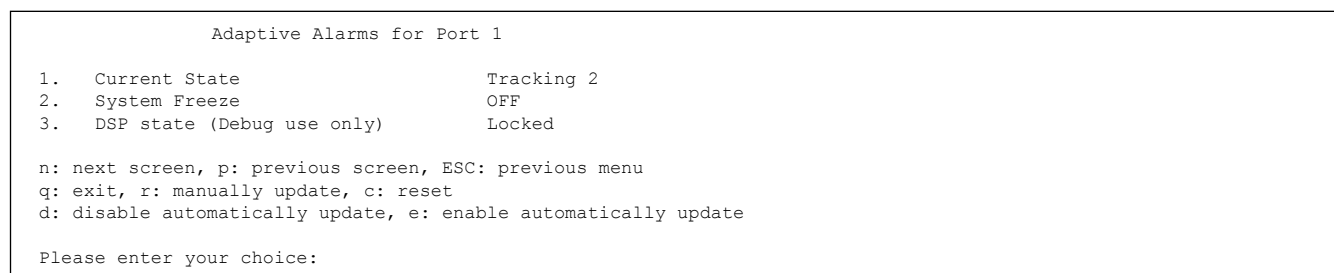 Adaptive Alarms for Port 1
1. Current State Tracking 2
2. System Freeze OFF
3. DSP state (Debug use only) Locked
n: next screen, p: previous screen, ESC: previous menu
q: exit, r: manually update, c: reset
d: disable automatically update, e: enable automatically update
Please enter your choice: